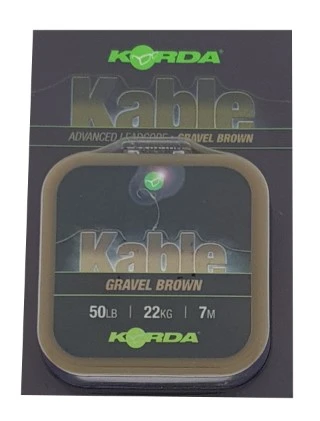 KORDA
Kable
ADVANCED LEADCORE - GRAVEL BROWN
Kable
GRAVEL BROWN
50LB | 22KG | 7M
KORDA